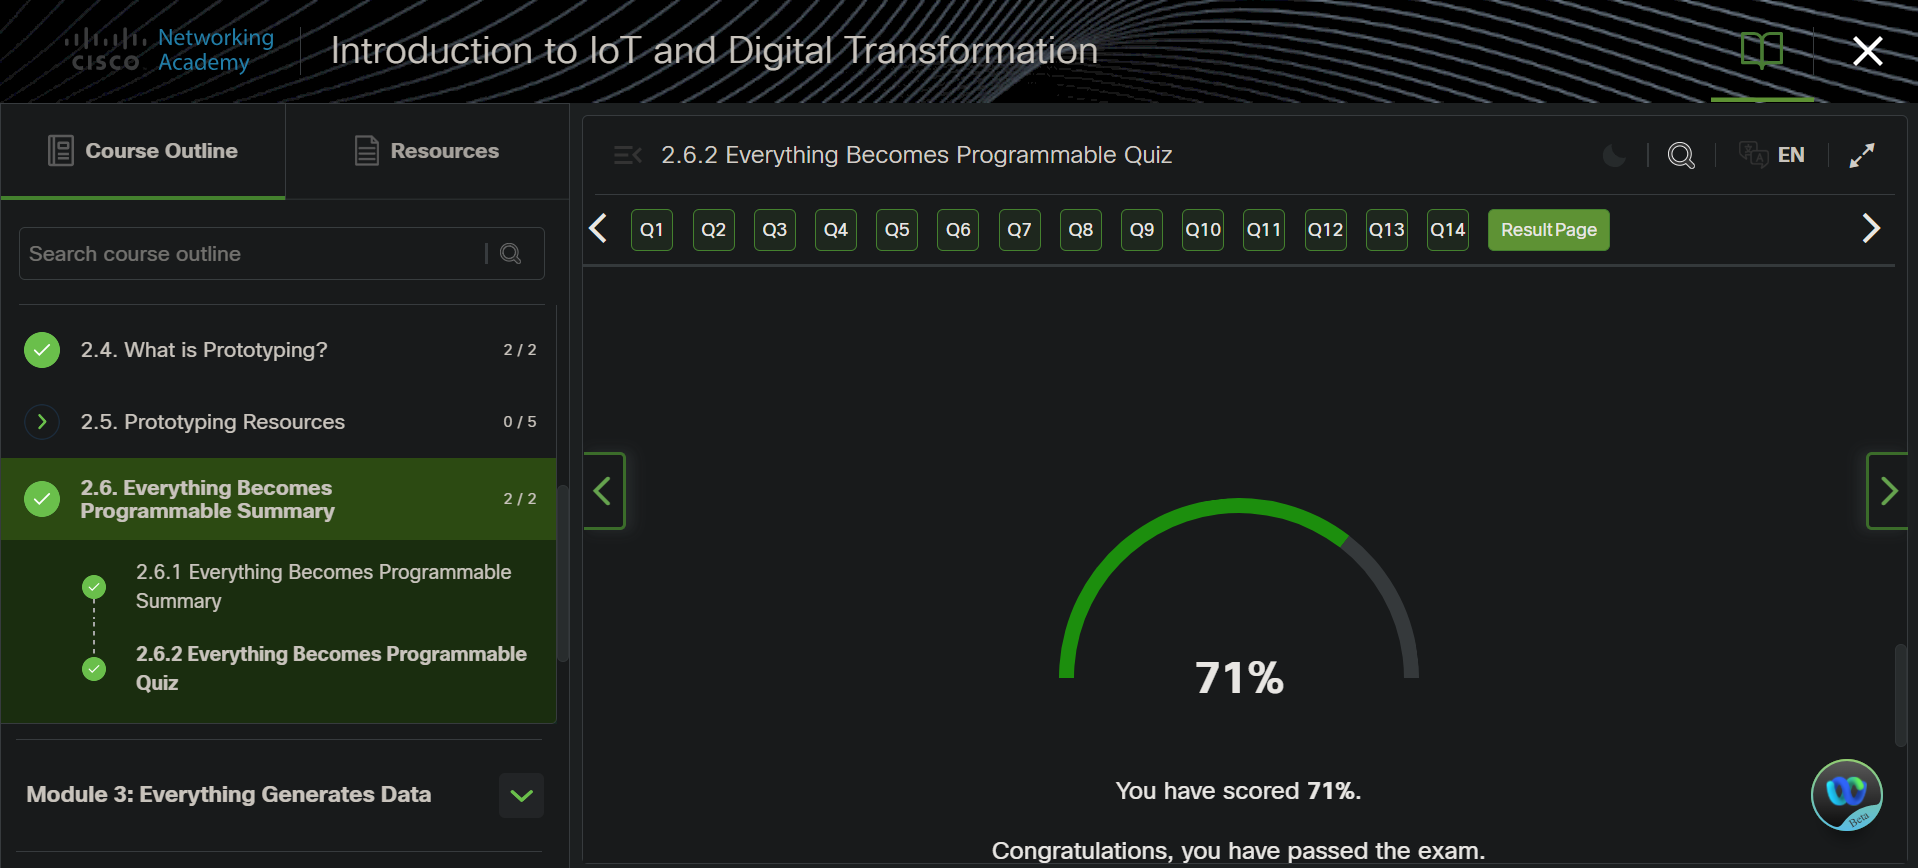 CISCO
Networking
Academy
Introduction to IoT and Digital Transformation
Course Outline
Resources
Search course outline
2.4. What is Prototyping?
2 / 2
2.5. Prototyping Resources
0 / 5
2.6. Everything Becomes
Programmable Summary
2 / 2
2.6.1 Everything Becomes Programmable
Summary
2.6.2 Everything Becomes Programmable
Quiz
Module 3: Everything Generates Data
2.6.2 Everything Becomes Programmable Quiz
EN
Q1 Q2 Q3 Q4 Q5 Q6 Q7 Q8 Q9 Q10 Q11 Q12 Q13 Q14 Result Page
71%
You have scored 71%.
Congratulations, you have passed the exam.
Beta